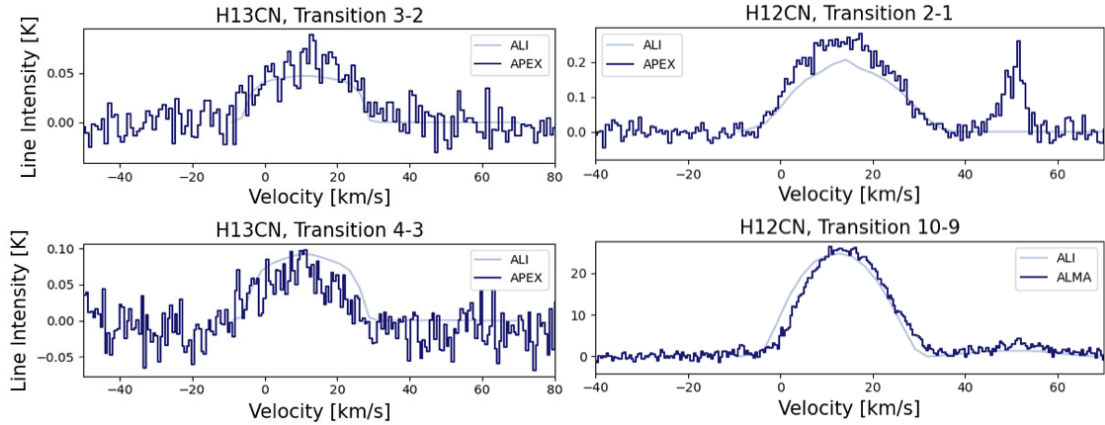 H13CN, Transition 3-2
Line Intensity [K]
0.05
0.00
ALI
APEX
−40 −20 0 20 40 60 80
Velocity [km/s]
H12CN, Transition 2-1
0.2
0.1
0.0
ALI
APEX
−40 −20 0 20 40 60
Velocity [km/s]
H13CN, Transition 4-3
Line Intensity [K]
0.10
0.05
0.00
−0.05
ALI
APEX
−40 −20 0 20 40 60 80
Velocity [km/s]
H12CN, Transition 10-9
20
10
0
ALI
ALMA
−40 −20 0 20 40 60
Velocity [km/s]